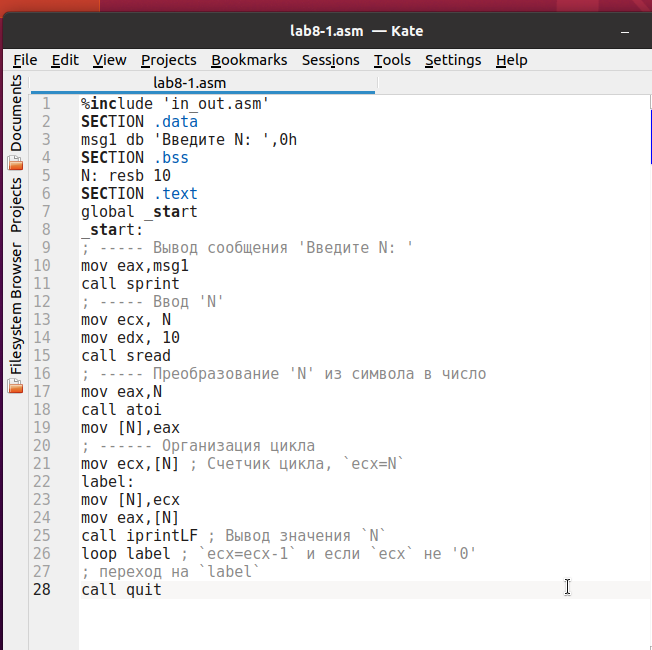 lab8-1.asm — Kate
File Edit View Projects Bookmarks Sessions Tools Settings Help
lab8-1.asm
Documents
Projects
Filesystem Browser
1 %include 'in_out.asm'
2 SECTION .data
3 msg1 db 'Введите N: ',0h
4 SECTION .bss
5 N: resb 10
6 SECTION .text
7 global _start
8 _start:
9 ; ----- Вывод сообщения 'Введите N: '
10 mov eax,msg1
11 call sprint
12 ; ----- Ввод 'N'
13 mov ecx, N
14 mov edx, 10
15 call sread
16 ; ----- Преобразование 'N' из символа в число
17 mov eax,N
18 call atoi
19 mov [N],eax
20 ; ------ Организация цикла
21 mov ecx,[N] ; Счетчик цикла, `ecx=N`
22 label:
23 mov [N],ecx
24 mov eax,[N]
25 call iprintLF ; Вывод значения `N`
26 loop label ; `ecx=ecx-1` и если `ecx` не '0'
27 ; переход на `label`
28 call quit